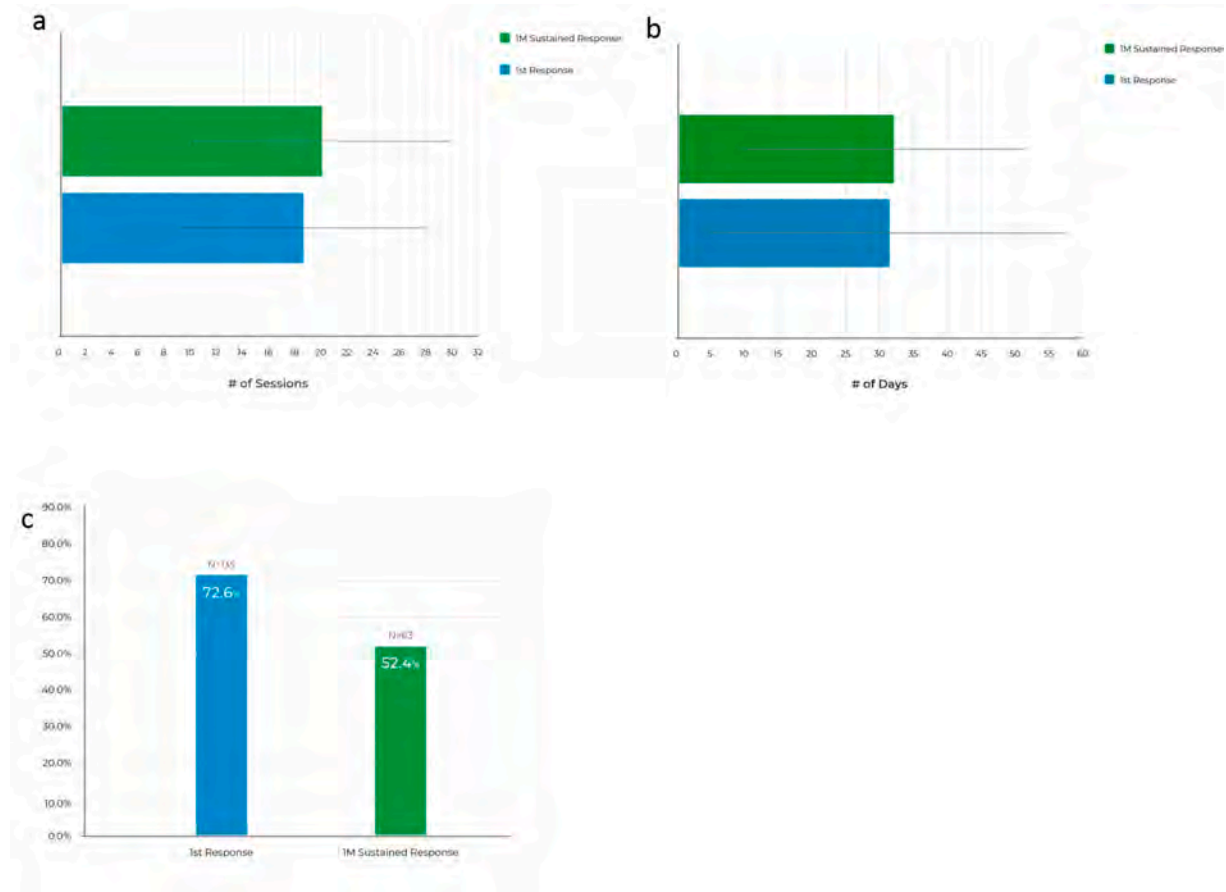 a
1M Sustained Response
1st Response
0 2 4 6 8 10 12 14 16 18 20 22 24 26 28 30 32
# of Sessions
b
1M Sustained Response
1st Response
0 5 10 15 20 25 30 35 40 45 50 55 60
# of Days
c
90.0%
80.0%
70.0%
60.0%
50.0%
40.0%
30.0%
20.0%
10.0%
0.0%
72.6%
N=63
52.4%
1st Response
1M Sustained Response